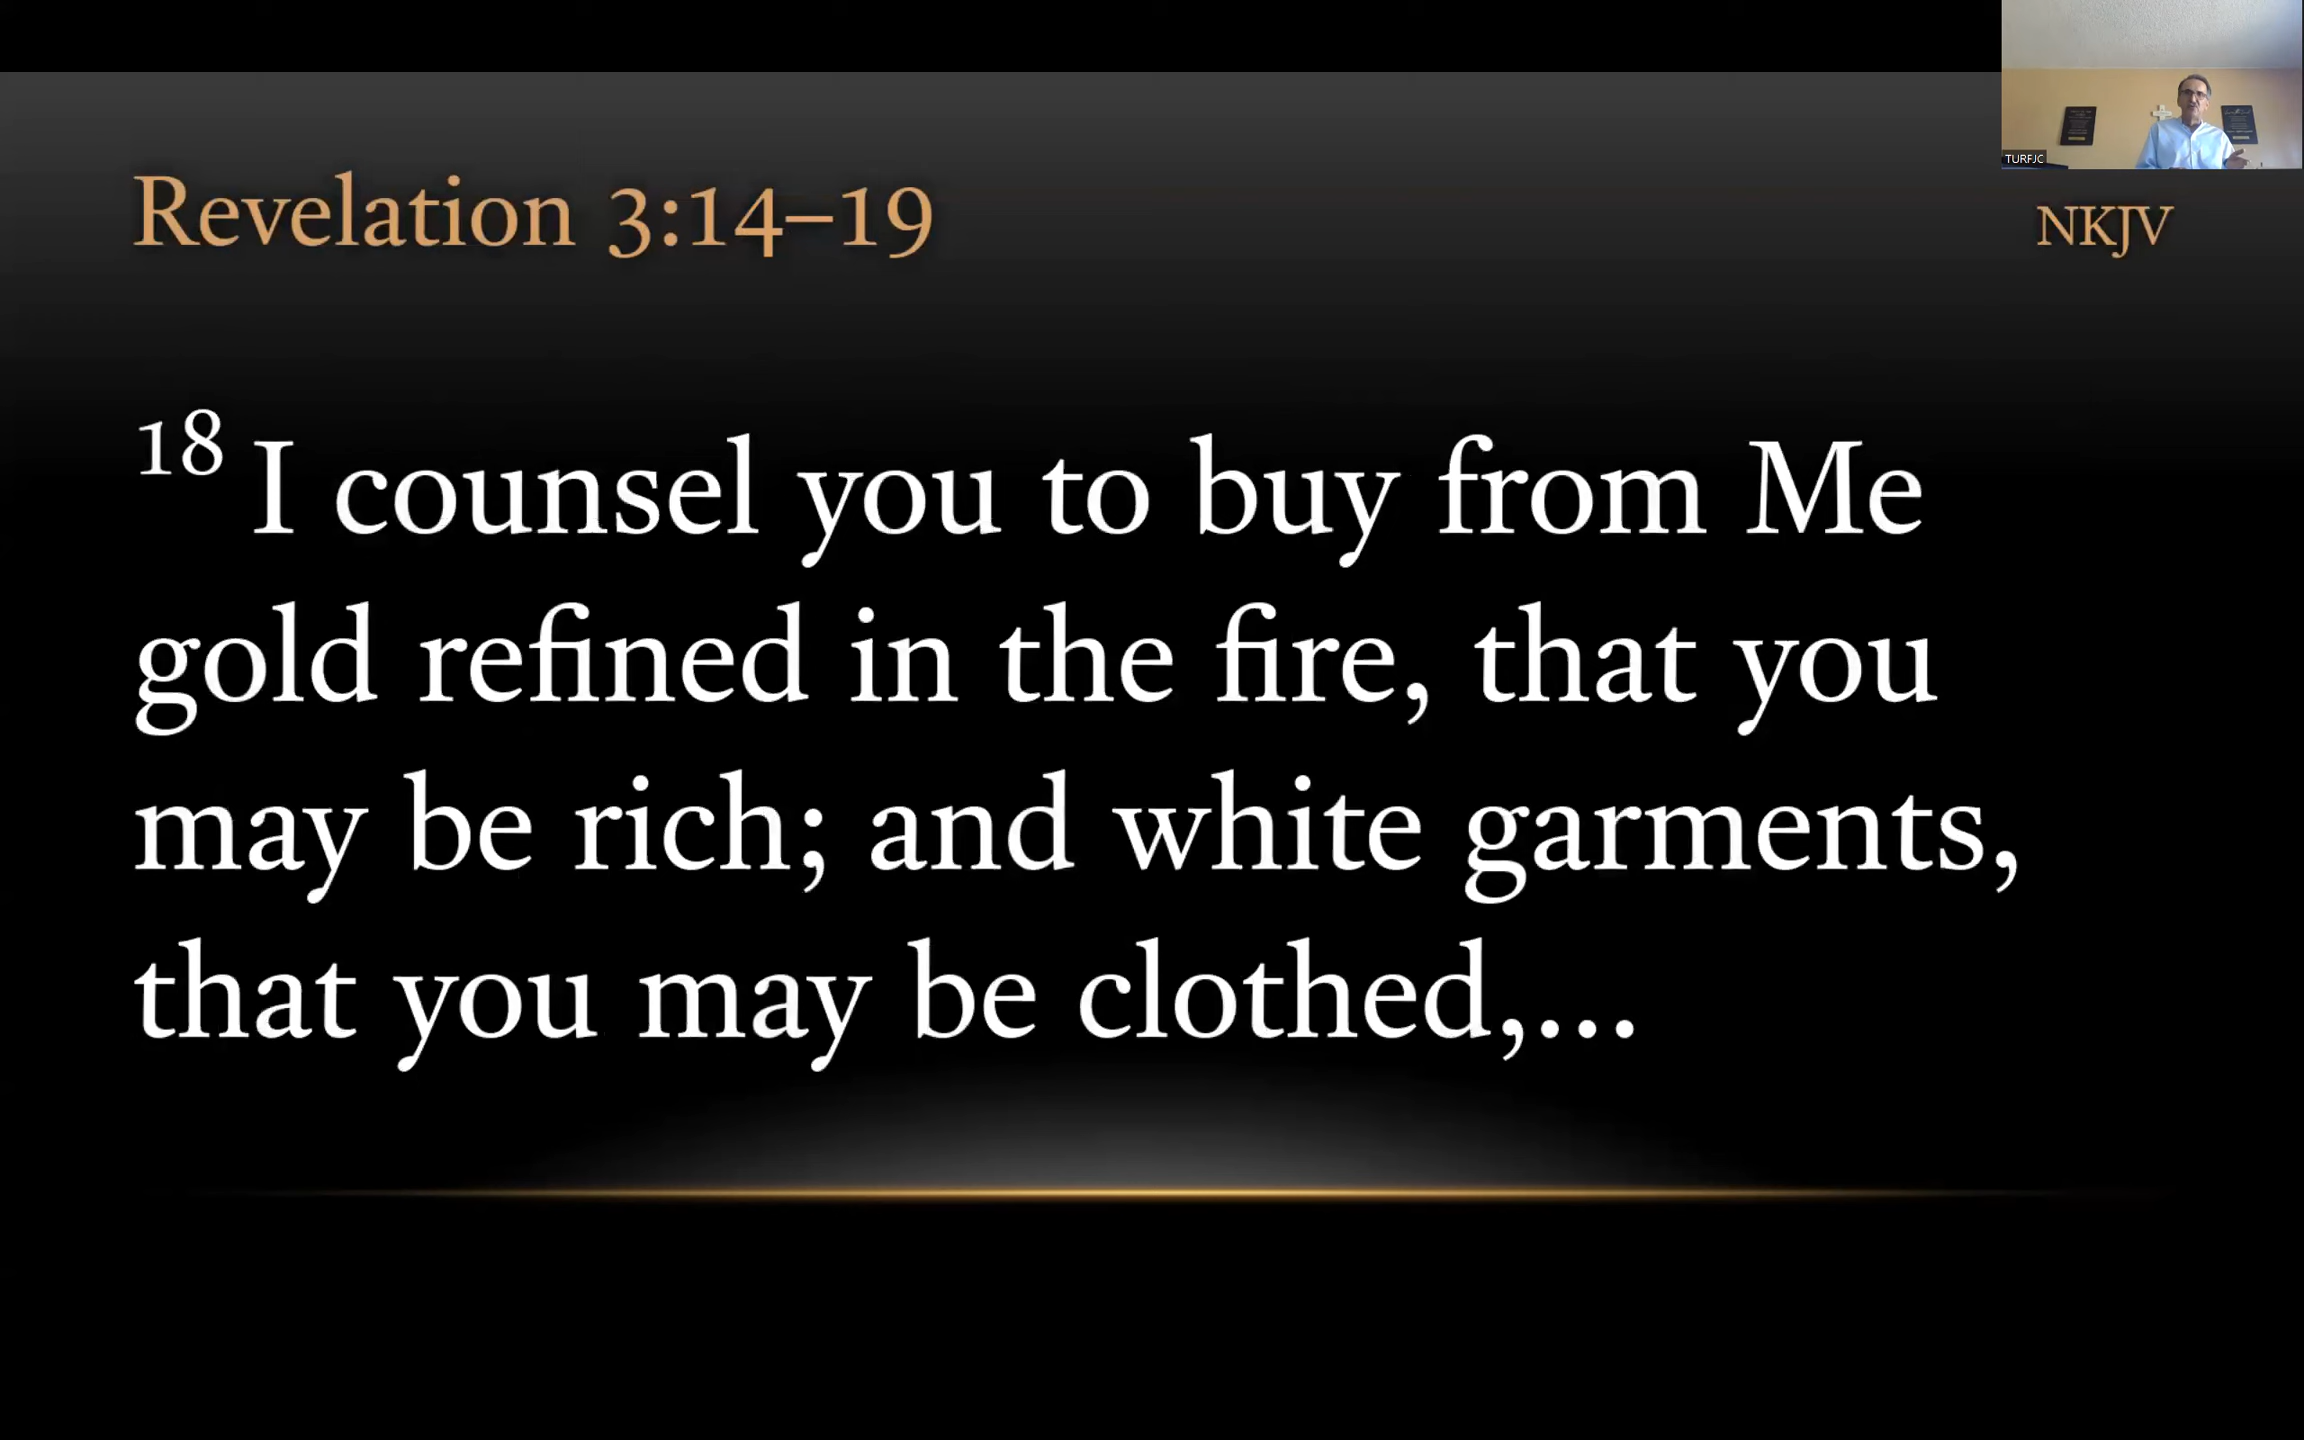 TURFJC
Revelation 3:14–19
NKJV
18 I counsel you to buy from Me
gold refined in the fire, that you
may be rich; and white garments,
that you may be clothed,...